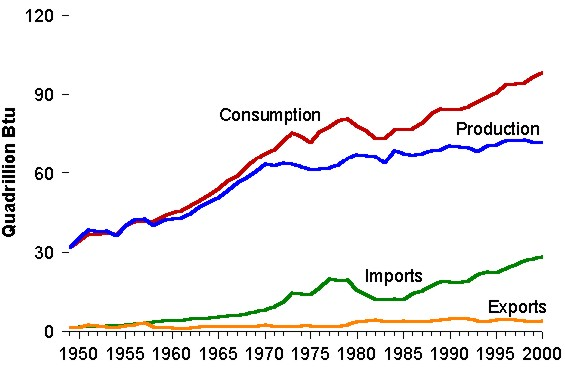 120
90
60
30
0
Quadrillion Btu
Consumption
Production
Imports
Exports
1950 1955 1960 1965 1970 1975 1980 1985 1990 1995 2000